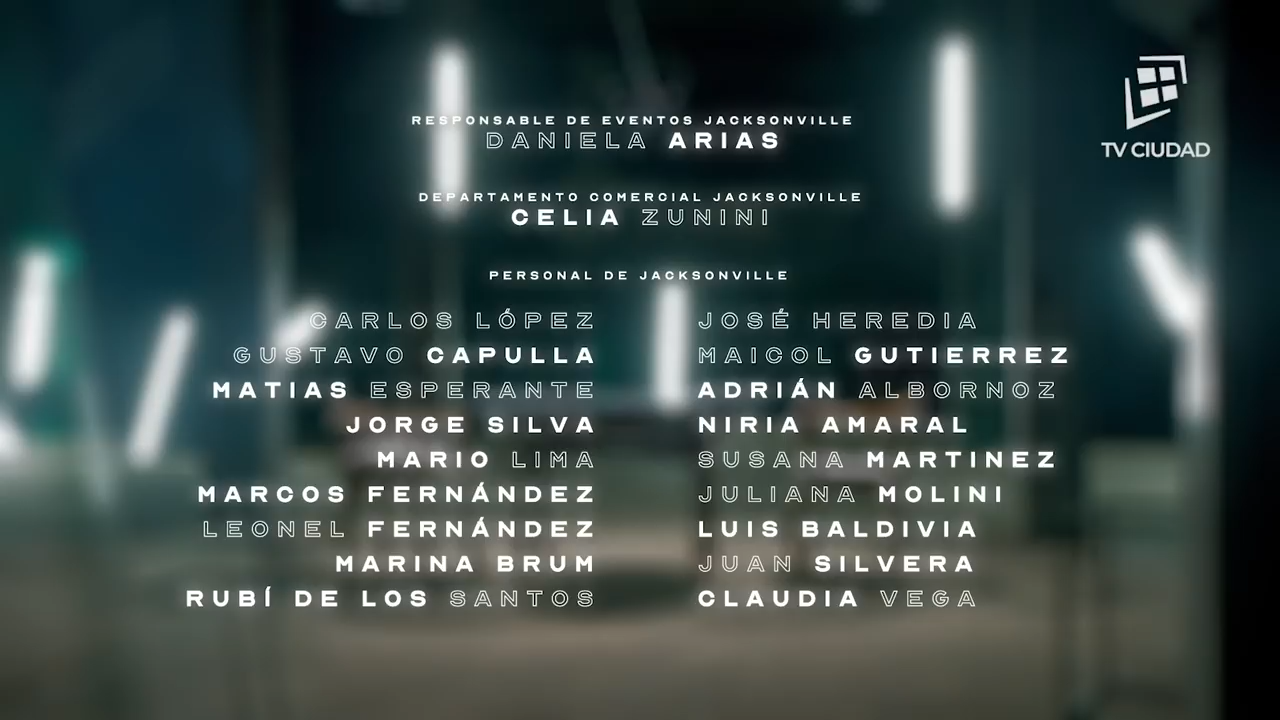 RESPONSABLE DE EVENTOS JACKSONVILLE
DANIELA ARIAS
DEPARTAMENTO COMERCIAL JACKSONVILLE
CELIA ZUNINI
PERSONAL DE JACKSONVILLE
CARLOS LÓPEZ
GUSTAVO CAPULLA
MATIAS ESPERANTE
JORGE SILVA
MARIO LIMA
MARCOS FERNÁNDEZ
LEONEL FERNÁNDEZ
MARINA BRUM
RUBÍ DE LOS SANTOS
JOSÉ HEREDIA
MAICOL GUTIERREZ
ADRIÁN ALBORNOZ
NIRIA AMARAL
SUSANA MARTINEZ
JULIANA MOLINI
LUIS BALDIVIA
JUAN SILVERA
CLAUDIA VEGA
TV CIUDAD